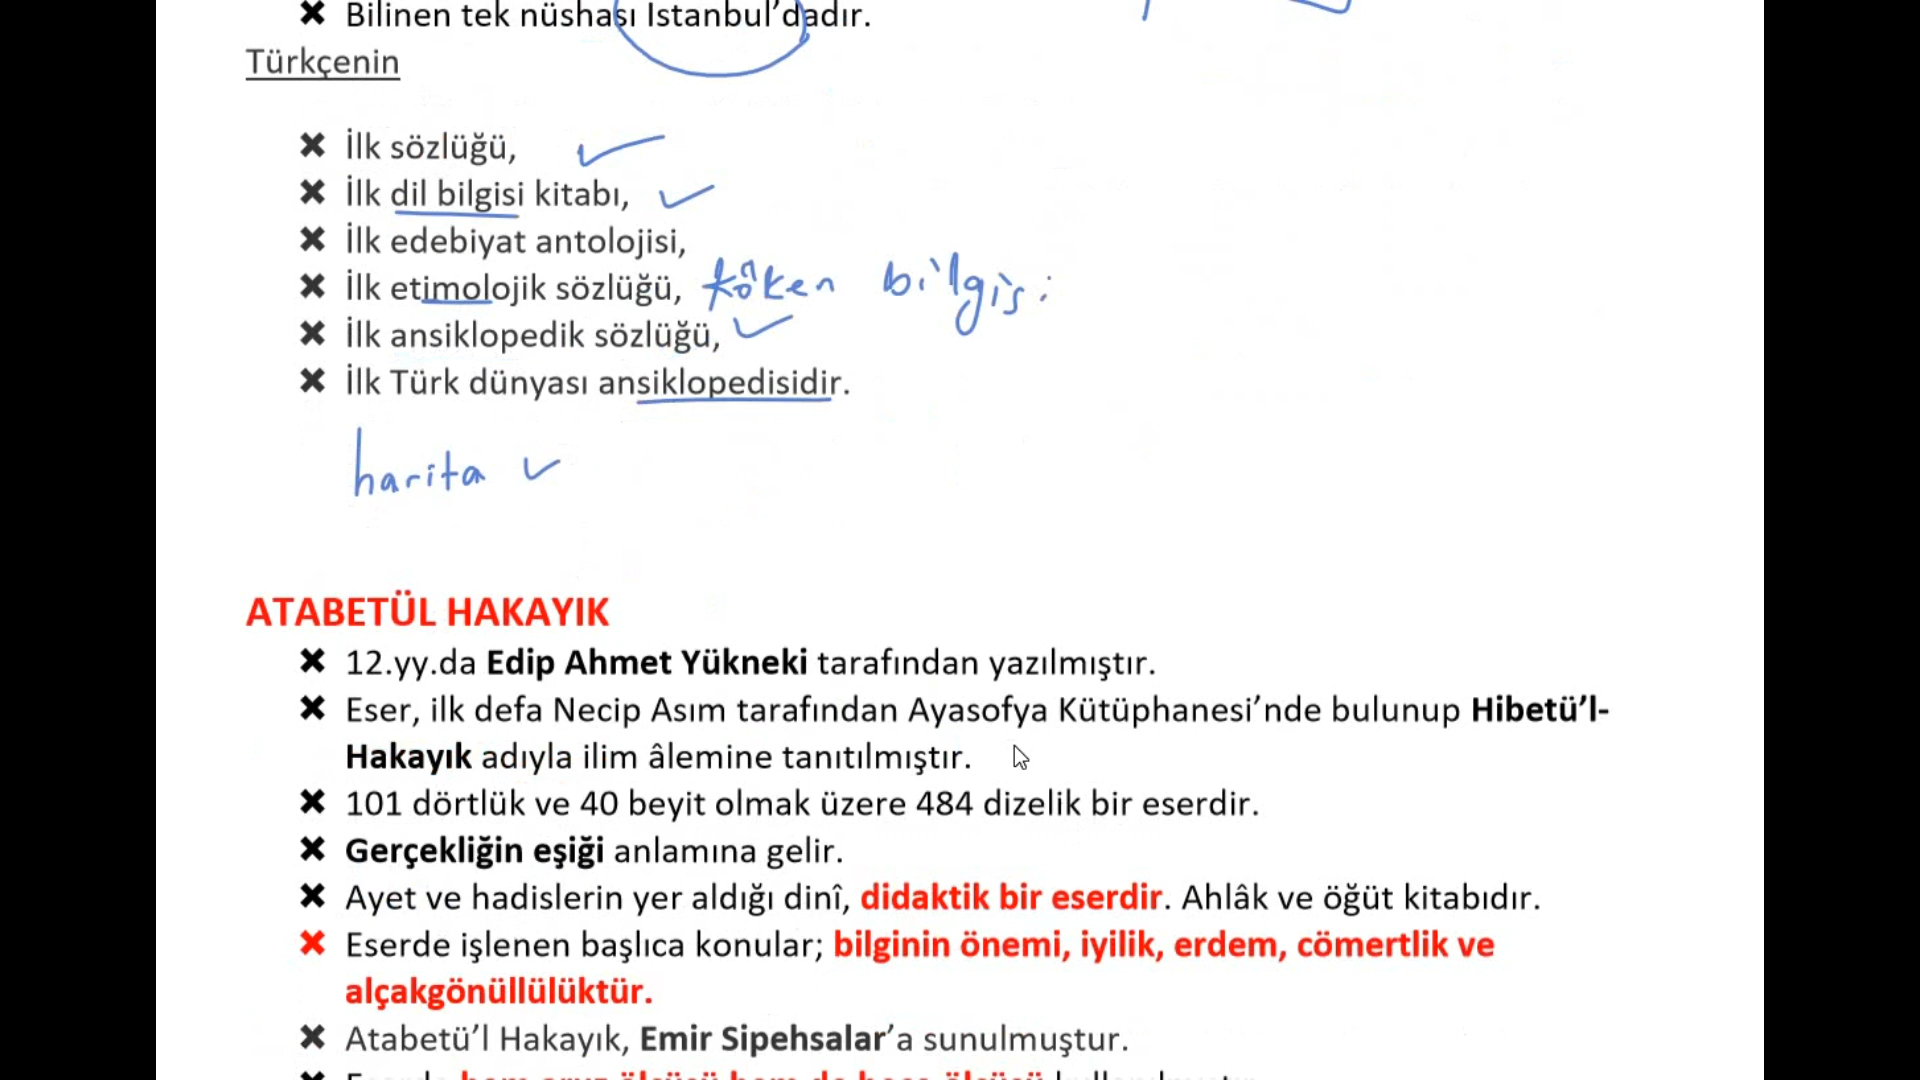 ✖ Bilinen tek nüshası İstanbul'dadır.
Türkçenin
✖ İlk sözlüğü,
✖ İlk dil bilgisi kitabı,
✖ İlk edebiyat antolojisi,
✖ İlk etimolojik sözlüğü, köken bilgisi
✖ İlk ansiklopedik sözlüğü,
✖ İlk Türk dünyası ansiklopedisidir.
harita
ATABETÜL HAKAYIK
✖ 12.yy.da Edip Ahmet Yükneki tarafından yazılmıştır.
✖ Eser, ilk defa Necip Asım tarafından Ayasofya Kütüphanesi'nde bulunup Hibetü'l-
Hakayık adıyla ilim âlemine tanıtılmıştır.
✖ 101 dörtlük ve 40 beyit olmak üzere 484 dizelik bir eserdir.
✖ Gerçekliğin eşiği anlamına gelir.
✖ Ayet ve hadislerin yer aldığı dinî, didaktik bir eserdir. Ahlâk ve öğüt kitabıdır.
✖ Eserde işlenen başlıca konular; bilginin önemi, iyilik, erdem, cömertlik ve
alçakgönüllülüktür.
✖ Atabetü'l Hakayık, Emir Sipehsalar'a sunulmuştur.